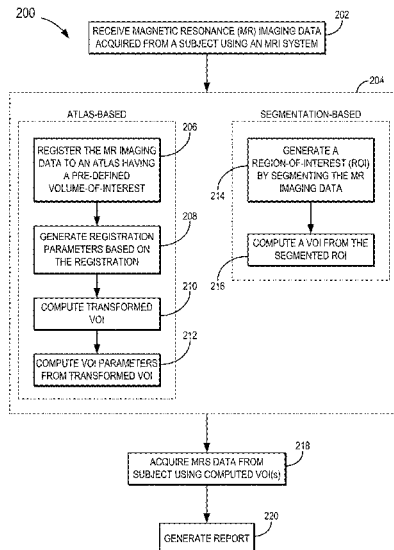 200
RECEIVE MAGNETIC RESONANCE (MR) IMAGING DATA
ACQUIRED FROM A SUBJECT USING AN MRI SYSTEM
202
204
ATLAS-BASED
REGISTER THE MR IMAGING
DATA TO AN ATLAS HAVING
A PRE-DEFINED
VOLUME-OF-INTEREST
206
GENERATE REGISTRATION
PARAMETERS BASED ON
THE REGISTRATION
208
COMPUTE TRANSFORMED
VOI
210
COMPUTE VOI PARAMETERS
FROM TRANSFORMED VOI
212
SEGMENTATION-BASED
GENERATE A
REGION-OF-INTEREST (ROI)
BY SEGMENTING THE MR
IMAGING DATA
214
COMPUTE A VOI FROM THE
SEGMENTED ROI
216
ACQUIRE MRS DATA FROM
SUBJECT USING COMPUTED VOI(s)
218
GENERATE REPORT
220